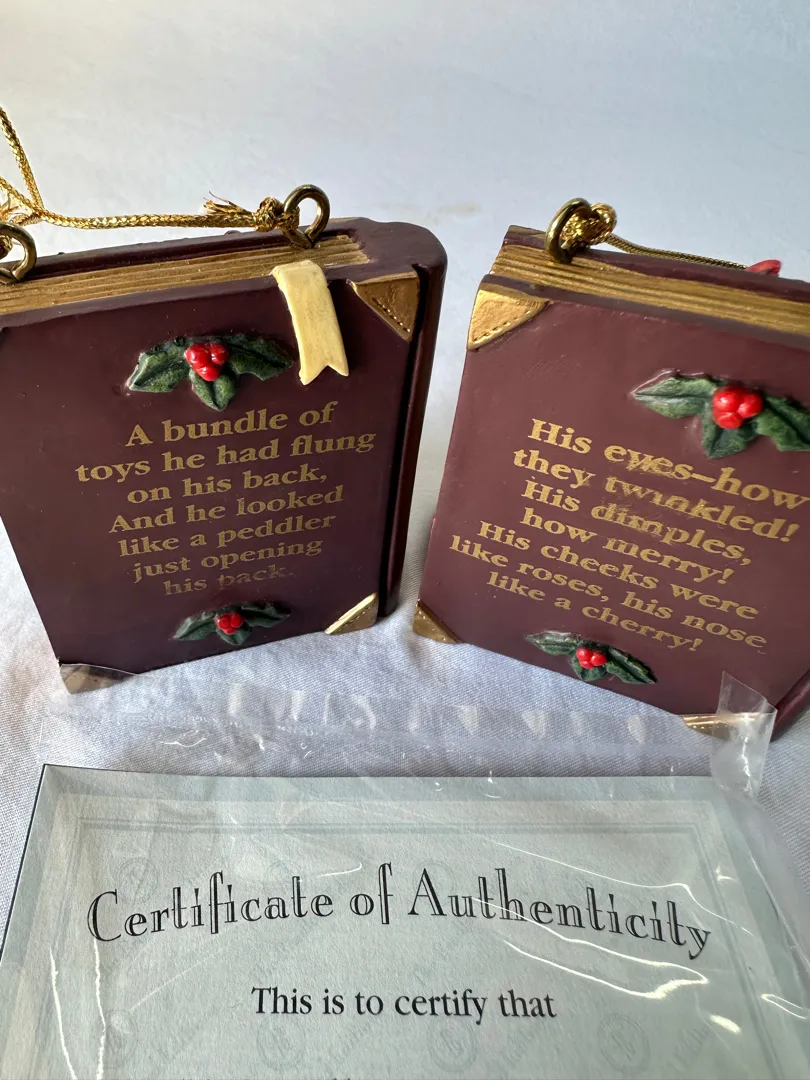 A bundle of
toys he had flung
on his back,
And he looked
like a peddler
just opening
his pack.
His eyes–how
they twinkled!
His dimples,
how merry!
His cheeks were
like roses, his nose
like a cherry!
Certificate of Authenticity
This is to certify that